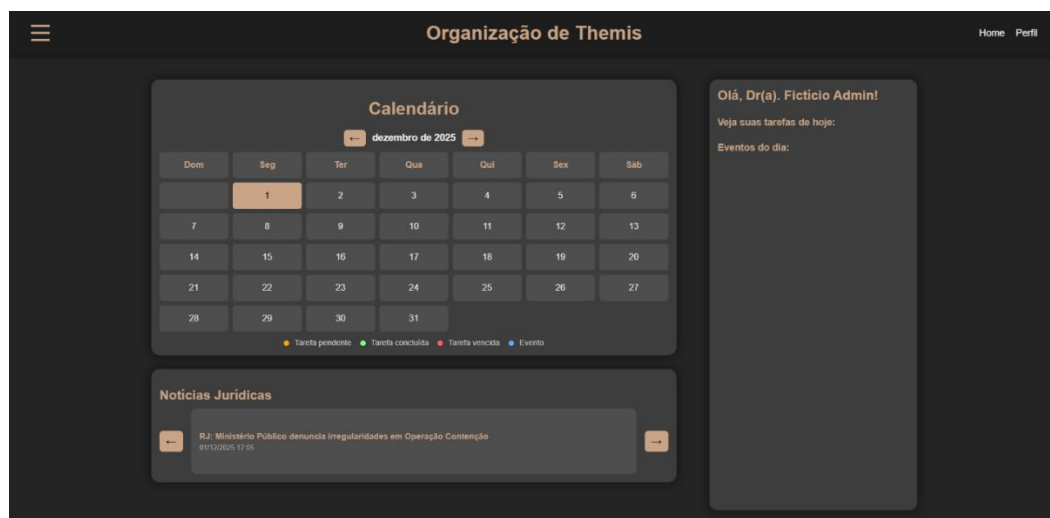 Organização de Themis
Home Perfil
Calendário
← dezembro de 2025 →
Dom Seg Ter Qua Qui Sex Sáb
1 2 3 4 5 6
7 8 9 10 11 12 13
14 15 16 17 18 19 20
21 22 23 24 25 26 27
28 29 30 31
Tarefa pendente Tarefa concluída Tarefa vencida Evento
Notícias Jurídicas
← →
RJ: Ministério Público denuncia irregularidades em Operação Contenção
01/12/2025 17:05
Olá, Dr(a). Fictício Admin!
Veja suas tarefas de hoje:
Eventos do dia: